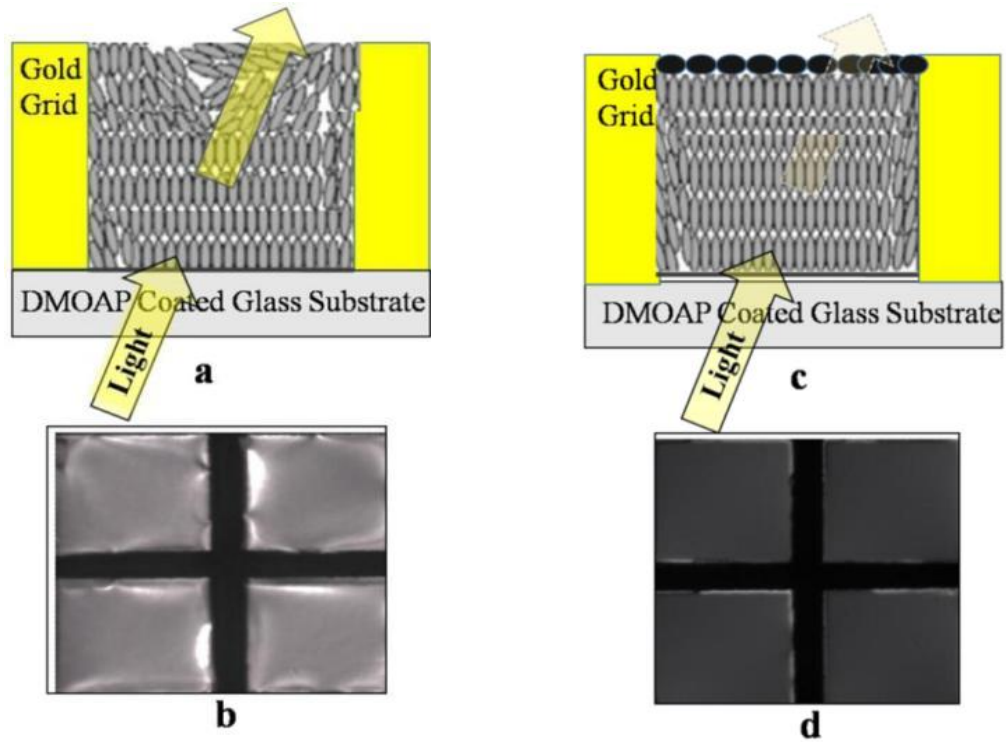 Gold
Grid
DMOAP Coated Glass Substrate
Light
a
b
Gold
Grid
DMOAP Coated Glass Substrate
Light
c
d